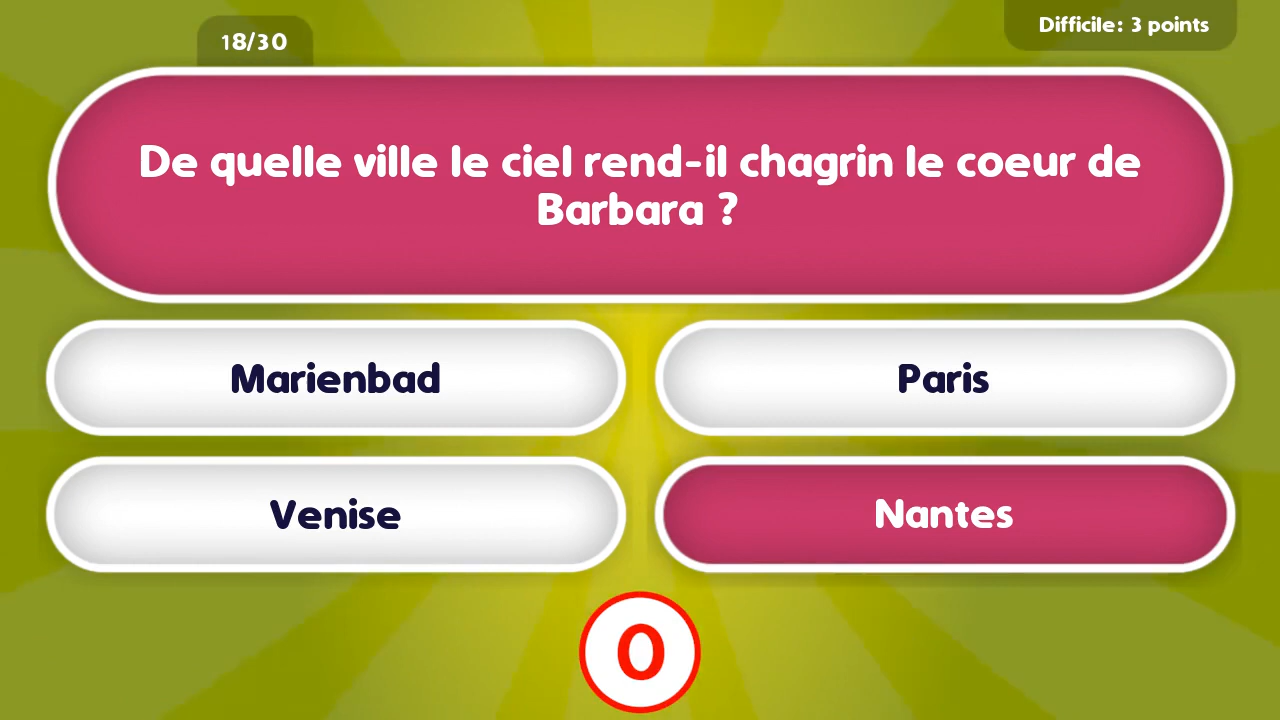 18/30
Difficile: 3 points
De quelle ville le ciel rend-il chagrin le coeur de
Barbara ?
Marienbad
Paris
Venise
Nantes
0